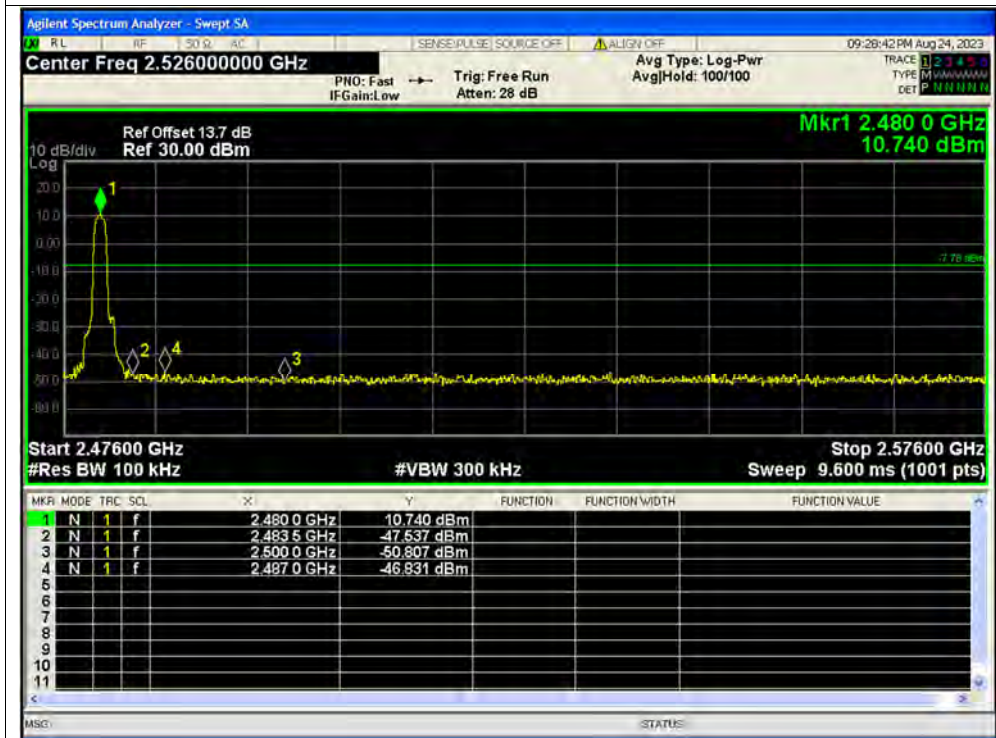 Agilent Spectrum Analyzer - Swept SA
RL RF 50 Ω AC SENSE:PULSE SOURCE OFF ALIGN OFF 09:28:42 PM Aug 24, 2023
Center Freq 2.526000000 GHz
PNO: Fast
IFGain:Low
Trig: Free Run
Atten: 28 dB
Avg Type: Log-Pwr
Avg|Hold: 100/100
TRACE 1 2 3 4 5 6
TYPE M
DET P N N N N N
Mkr1 2.480 0 GHz
10.740 dBm
Ref Offset 13.7 dB
10 dB/div Ref 30.00 dBm
Log
20.0
10.0
0.00
-10.0
-20.0
-30.0
-40.0
-50.0
-60.0
1
2
4
3
-7.78 dBm
Start 2.47600 GHz Stop 2.57600 GHz
#Res BW 100 kHz #VBW 300 kHz Sweep 9.600 ms (1001 pts)
MKR MODE TRC SCL X Y FUNCTION FUNCTION WIDTH FUNCTION VALUE
1 N 1 f 2.480 0 GHz 10.740 dBm
2 N 1 f 2.483 5 GHz -47.537 dBm
3 N 1 f 2.500 0 GHz -50.807 dBm
4 N 1 f 2.487 0 GHz -46.831 dBm
5
6
7
8
9
10
11
MSG STATUS